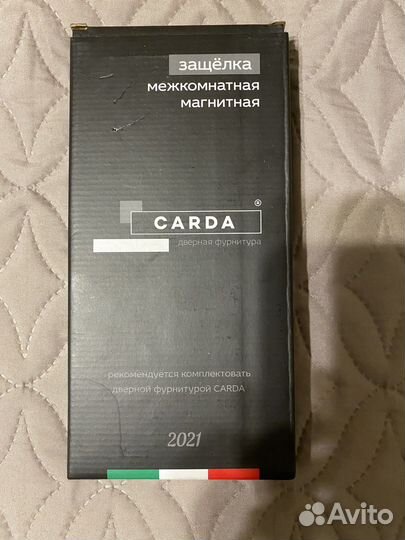 защёлка
межкомнатная
магнитная
CARDA ®
дверная фурнитура
рекомендуется комплектовать
дверной фурнитурой CARDA
2021
Avito